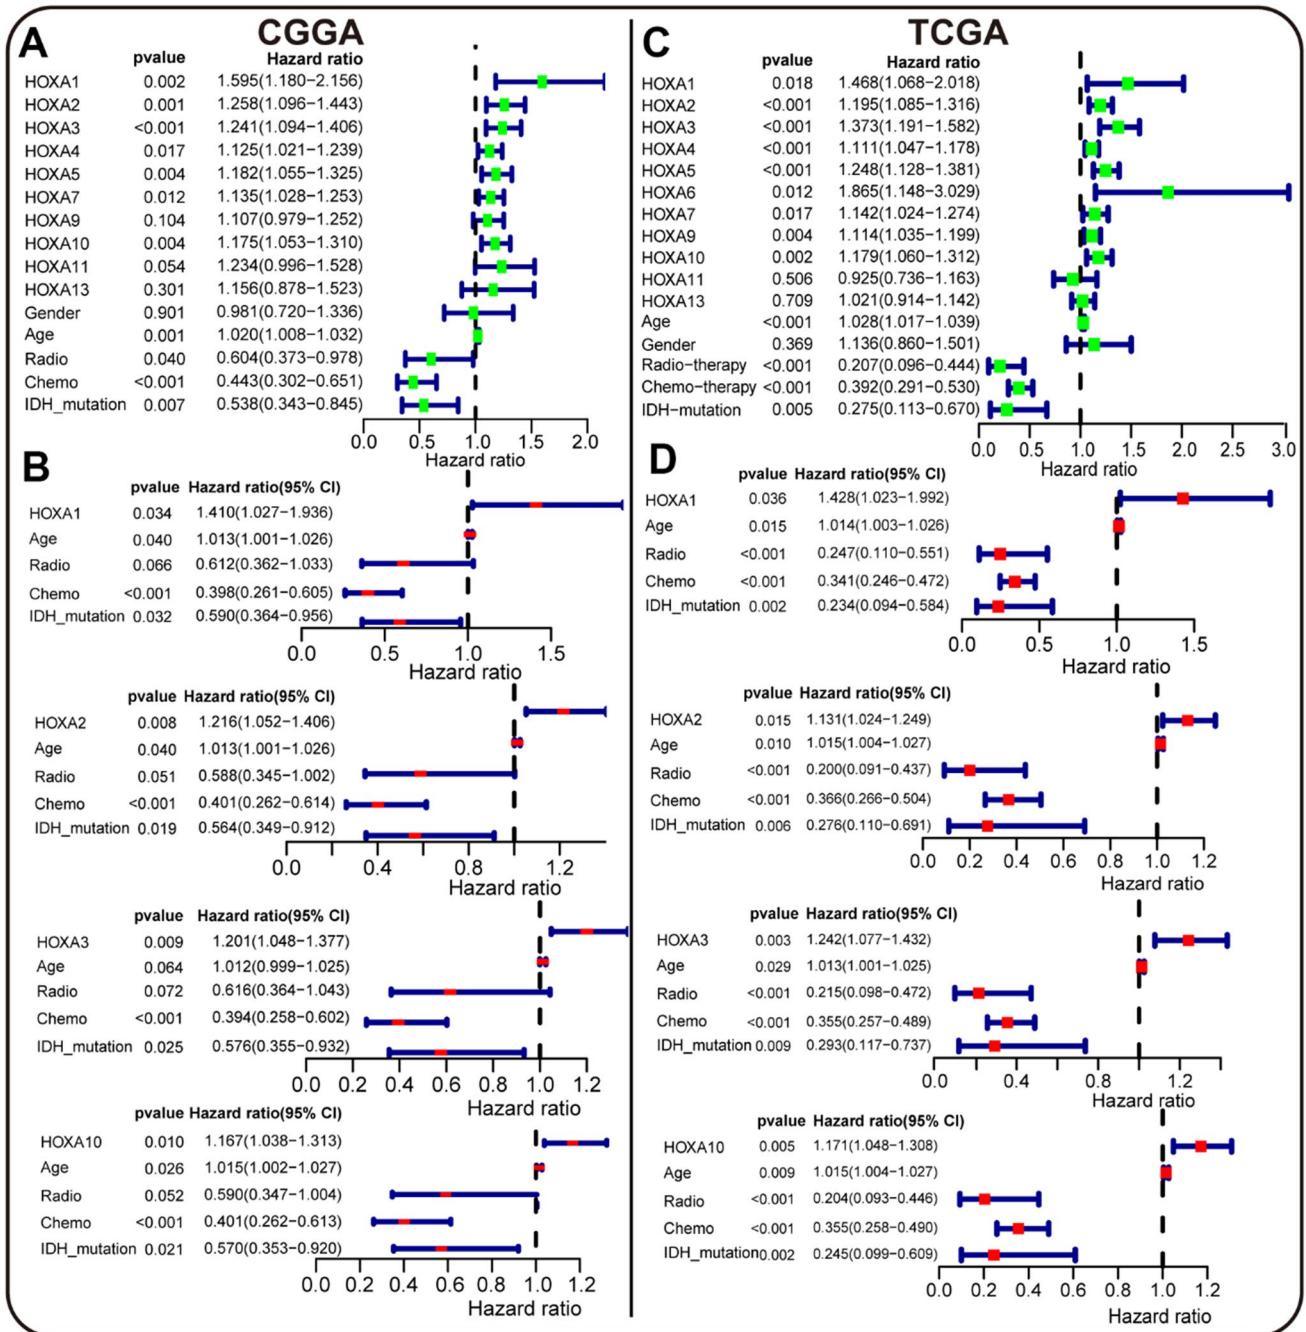 A
CGGA
pvalue Hazard ratio
HOXA1 0.002 1.595(1.180−2.156)
HOXA2 0.001 1.258(1.096−1.443)
HOXA3 <0.001 1.241(1.094−1.406)
HOXA4 0.017 1.125(1.021−1.239)
HOXA5 0.004 1.182(1.055−1.325)
HOXA7 0.012 1.135(1.028−1.253)
HOXA9 0.104 1.107(0.979−1.252)
HOXA10 0.004 1.175(1.053−1.310)
HOXA11 0.054 1.234(0.996−1.528)
HOXA13 0.301 1.156(0.878−1.523)
Gender 0.901 0.981(0.720−1.336)
Age 0.001 1.020(1.008−1.032)
Radio 0.040 0.604(0.373−0.978)
Chemo <0.001 0.443(0.302−0.651)
IDH_mutation 0.007 0.538(0.343−0.845)
0.0 0.5 1.0 1.5 2.0
Hazard ratio
B
pvalue Hazard ratio(95% CI)
HOXA1 0.034 1.410(1.027−1.936)
Age 0.040 1.013(1.001−1.026)
Radio 0.066 0.612(0.362−1.033)
Chemo <0.001 0.398(0.261−0.605)
IDH_mutation 0.032 0.590(0.364−0.956)
0.0 0.5 1.0 1.5
Hazard ratio
pvalue Hazard ratio(95% CI)
HOXA2 0.008 1.216(1.052−1.406)
Age 0.040 1.013(1.001−1.026)
Radio 0.051 0.588(0.345−1.002)
Chemo <0.001 0.401(0.262−0.614)
IDH_mutation 0.019 0.564(0.349−0.912)
0.0 0.4 0.8 1.2
Hazard ratio
pvalue Hazard ratio(95% CI)
HOXA3 0.009 1.201(1.048−1.377)
Age 0.064 1.012(0.999−1.025)
Radio 0.072 0.616(0.364−1.043)
Chemo <0.001 0.394(0.258−0.602)
IDH_mutation 0.025 0.576(0.355−0.932)
0.0 0.2 0.4 0.6 0.8 1.0 1.2
Hazard ratio
pvalue Hazard ratio(95% CI)
HOXA10 0.010 1.167(1.038−1.313)
Age 0.026 1.015(1.002−1.027)
Radio 0.052 0.590(0.347−1.004)
Chemo <0.001 0.401(0.262−0.613)
IDH_mutation 0.021 0.570(0.353−0.920)
0.0 0.2 0.4 0.6 0.8 1.0 1.2
Hazard ratio
C
TCGA
pvalue Hazard ratio
HOXA1 0.018 1.468(1.068−2.018)
HOXA2 <0.001 1.195(1.085−1.316)
HOXA3 <0.001 1.373(1.191−1.582)
HOXA4 <0.001 1.111(1.047−1.178)
HOXA5 <0.001 1.248(1.128−1.381)
HOXA6 0.012 1.865(1.148−3.029)
HOXA7 0.017 1.142(1.024−1.274)
HOXA9 0.004 1.114(1.035−1.199)
HOXA10 0.002 1.179(1.060−1.312)
HOXA11 0.506 0.925(0.736−1.163)
HOXA13 0.709 1.021(0.914−1.142)
Age <0.001 1.028(1.017−1.039)
Gender 0.369 1.136(0.860−1.501)
Radio−therapy <0.001 0.207(0.096−0.444)
Chemo−therapy <0.001 0.392(0.291−0.530)
IDH−mutation 0.005 0.275(0.113−0.670)
0.0 0.5 1.0 1.5 2.0 2.5 3.0
Hazard ratio
D
pvalue Hazard ratio(95% CI)
HOXA1 0.036 1.428(1.023−1.992)
Age 0.015 1.014(1.003−1.026)
Radio <0.001 0.247(0.110−0.551)
Chemo <0.001 0.341(0.246−0.472)
IDH_mutation 0.002 0.234(0.094−0.584)
0.0 0.5 1.0 1.5
Hazard ratio
pvalue Hazard ratio(95% CI)
HOXA2 0.015 1.131(1.024−1.249)
Age 0.010 1.015(1.004−1.027)
Radio <0.001 0.200(0.091−0.437)
Chemo <0.001 0.366(0.266−0.504)
IDH_mutation 0.006 0.276(0.110−0.691)
0.0 0.2 0.4 0.6 0.8 1.0 1.2
Hazard ratio
pvalue Hazard ratio(95% CI)
HOXA3 0.003 1.242(1.077−1.432)
Age 0.029 1.013(1.001−1.025)
Radio <0.001 0.215(0.098−0.472)
Chemo <0.001 0.355(0.257−0.489)
IDH_mutation 0.009 0.293(0.117−0.737)
0.0 0.4 0.8 1.2
Hazard ratio
pvalue Hazard ratio(95% CI)
HOXA10 0.005 1.171(1.048−1.308)
Age 0.009 1.015(1.004−1.027)
Radio <0.001 0.204(0.093−0.446)
Chemo <0.001 0.355(0.258−0.490)
IDH_mutation 0.002 0.245(0.099−0.609)
0.0 0.2 0.4 0.6 0.8 1.0 1.2
Hazard ratio